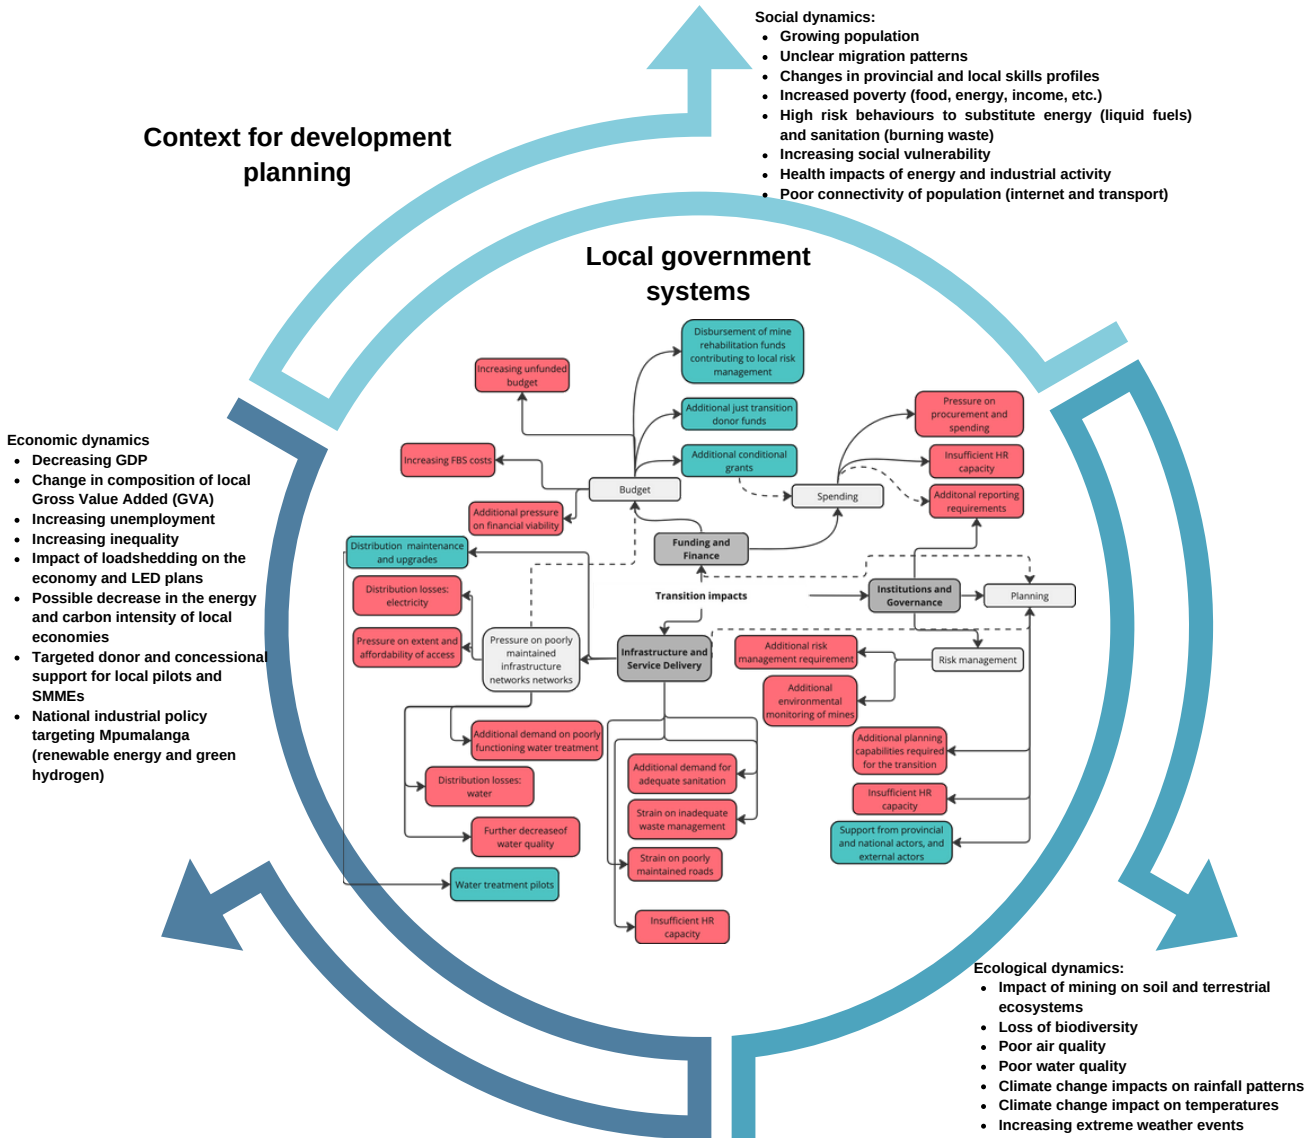 Social dynamics:
• Growing population
• Unclear migration patterns
• Changes in provincial and local skills profiles
• Increased poverty (food, energy, income, etc.)
• High risk behaviours to substitute energy (liquid fuels)
and sanitation (burning waste)
• Increasing social vulnerability
• Health impacts of energy and industrial activity
• Poor connectivity of population (internet and transport)
Context for development
planning
Local government
systems
Disbursement of mine
rehabilitation funds
contributing to local risk
management
Increasing unfunded
budget
Additional just transition
donor funds
Pressure on
procurement and
spending
Increasing FBS costs
Additional conditional
grants
Insufficient HR
capacity
Budget
Spending
Additonal reporting
requirements
Additional pressure
on financial viability
Funding and
Finance
Distribution maintenance
and upgrades
Distribution losses:
electricity
Transition impacts
Institutions and
Governance
Planning
Pressure on extent and
affordability of access
Pressure on poorly
maintained
infrastructure
networks networks
Infrastructure and
Service Delivery
Additional risk
management requirement
Risk management
Additional
environmental
monitoring of mines
Additional demand on poorly
functioning water treatment
Additional planning
capabilities required
for the transition
Distribution losses:
water
Additional demand for
adequate sanitation
Insufficient HR
capacity
Further decreaseof
water quality
Strain on inadequate
waste management
Support from provincial
and national actors, and
external actors
Strain on poorly
maintained roads
Water treatment pilots
Insufficient HR
capacity
Economic dynamics
• Decreasing GDP
• Change in composition of local
Gross Value Added (GVA)
• Increasing unemployment
• Increasing inequality
• Impact of loadshedding on the
economy and LED plans
• Possible decrease in the energy
and carbon intensity of local
economies
• Targeted donor and concessional
support for local pilots and
SMMEs
• National industrial policy
targeting Mpumalanga
(renewable energy and green
hydrogen)
Ecological dynamics:
• Impact of mining on soil and terrestrial
ecosystems
• Loss of biodiversity
• Poor air quality
• Poor water quality
• Climate change impacts on rainfall patterns
• Climate change impact on temperatures
• Increasing extreme weather events